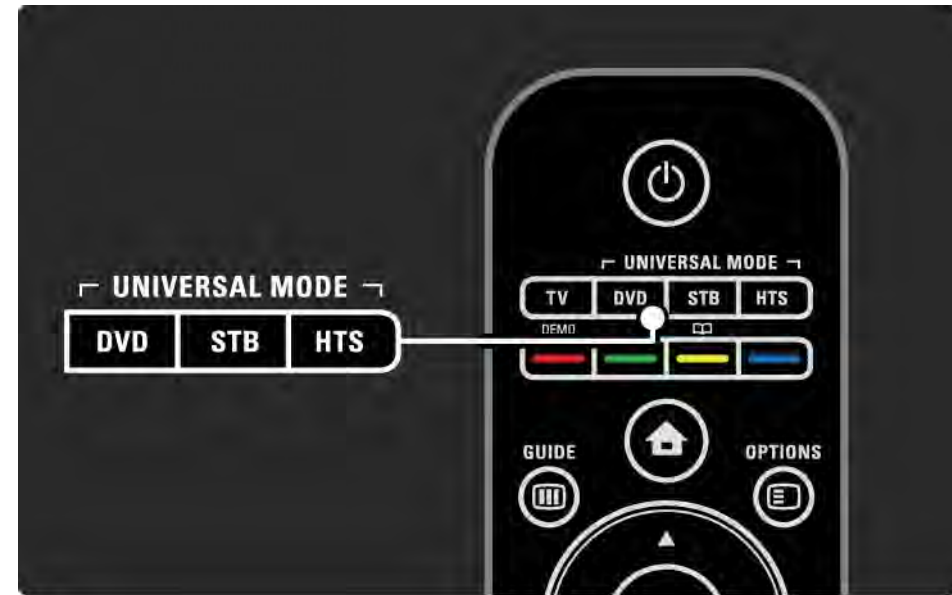 UNIVERSAL MODE
DVD STB HTS
UNIVERSAL MODE
TV DVD STB HTS
DEMO
GUIDE OPTIONS